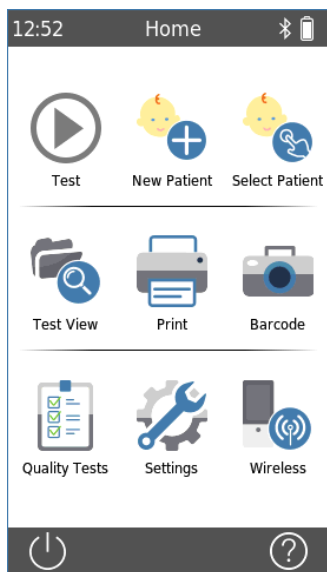 12:52 Home
Test New Patient Select Patient
Test View Print Barcode
Quality Tests Settings Wireless
?